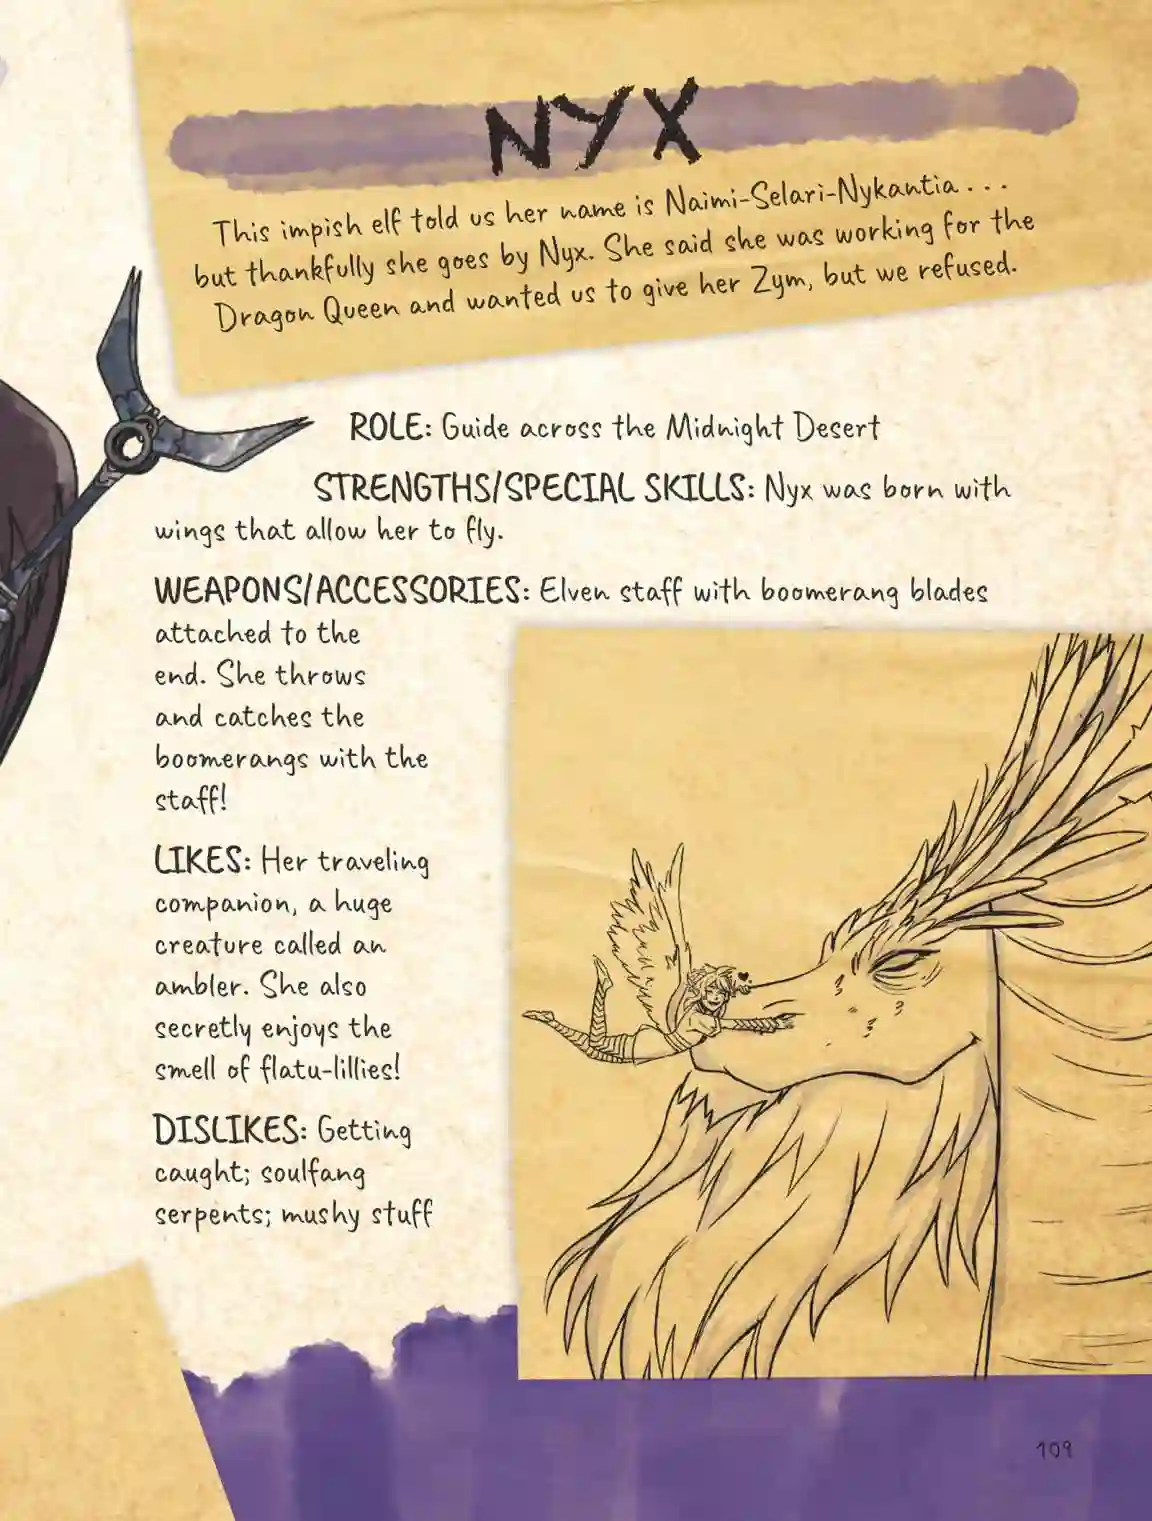 NYX
This impish elf told us her name is Naimi-Selari-Nykantia . . .
but thankfully she goes by Nyx. She said she was working for the
Dragon Queen and wanted us to give her Zym, but we refused.
ROLE: Guide across the Midnight Desert
STRENGTHS/SPECIAL SKILLS: Nyx was born with
wings that allow her to fly.
WEAPONS/ACCESSORIES: Elven staff with boomerang blades
attached to the
end. She throws
and catches the
boomerangs with the
staff!
LIKES: Her traveling
companion, a huge
creature called an
ambler. She also
secretly enjoys the
smell of flatu-lillies!
DISLIKES: Getting
caught; soulfang
serpents; mushy stuff
109